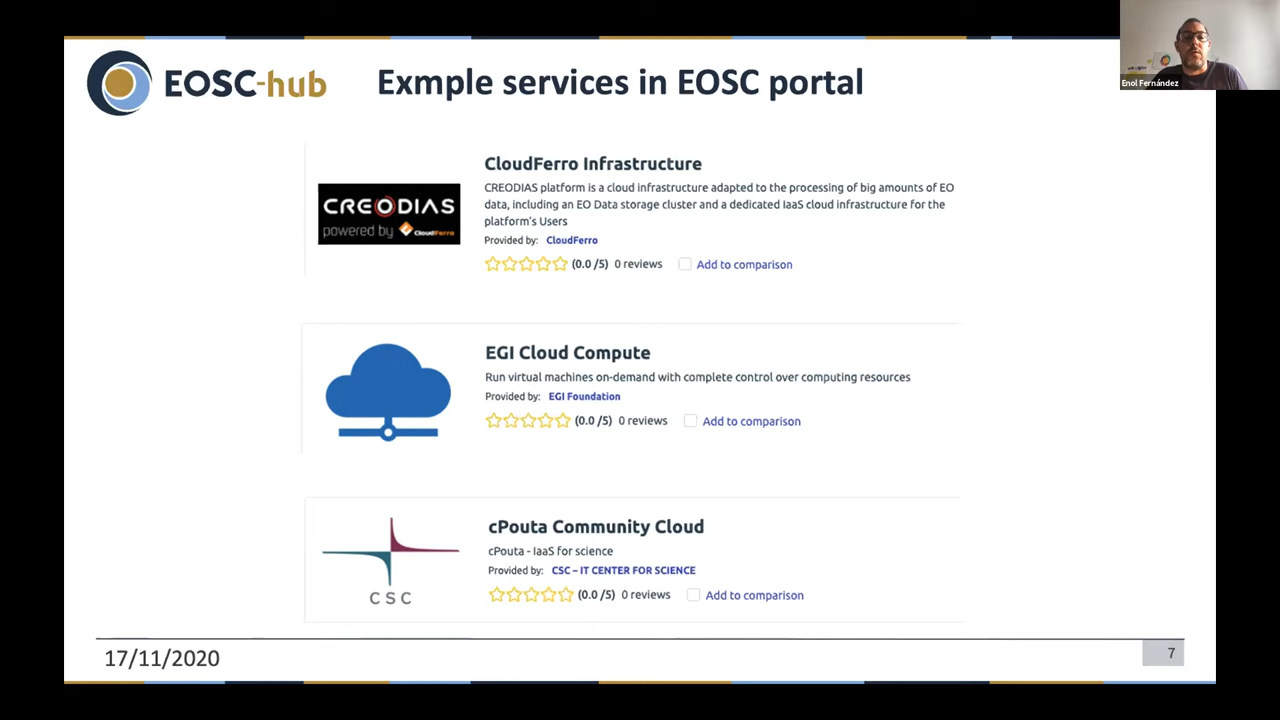 EOSC-hub
Exmple services in EOSC portal
Enol Fernández
CREODIAS
powered by CloudFerro
CloudFerro Infrastructure
CREODIAS platform is a cloud infrastructure adapted to the processing of big amounts of EO
data, including an EO Data storage cluster and a dedicated IaaS cloud infrastructure for the
platform's Users
Provided by: CloudFerro
(0.0 /5) 0 reviews Add to comparison
EGI Cloud Compute
Run virtual machines on-demand with complete control over computing resources
Provided by: EGI Foundation
(0.0 /5) 0 reviews Add to comparison
CSC
cPouta Community Cloud
cPouta - IaaS for science
Provided by: CSC – IT CENTER FOR SCIENCE
(0.0 /5) 0 reviews Add to comparison
17/11/2020
7